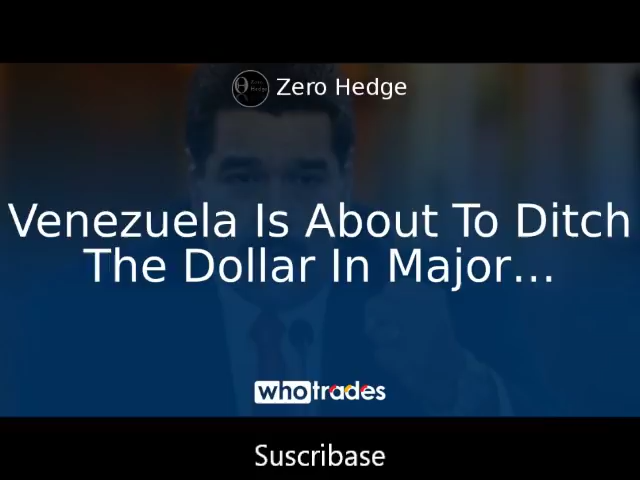 Zero Hedge
Venezuela Is About To Ditch
The Dollar In Major...
whotrades
Suscribase